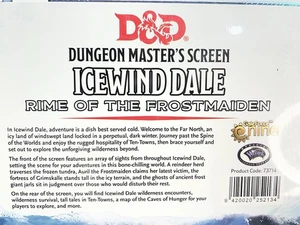 D&D
DUNGEON MASTER'S SCREEN
ICEWIND DALE
RIME OF THE FROSTMAIDEN
In Icewind Dale, adventure is a dish best served cold. Welcome to the Far North, an
icy land of windswept land locked in a perpetual, dark winter. Journey past the Spine
of the Worlds and enjoy the rugged hospitality of Ten-Towns, then brace yourself and
set out to explore the unforgiving wilderness beyond.
The front of the screen features an array of sights from throughout Icewind Dale,
setting the scene for your adventures in this bone-chilling world. A reindeer herd
traverses the frozen tundra, Auril the Frostmaiden claims her latest victim, the
fortress of Grimskalle stands tall in the icy terrain, and the ghosts of ancient frost
giant jarls sit in judgment over those who would disturb their rest.
On the rear of the screen, you will find Icewind Dale wilderness encounters,
wilderness survival, tall tales in Ten-Towns, a map the Caves of Hunger for your
players to explore, and more.
Product Code: 73716
9 420020 252134